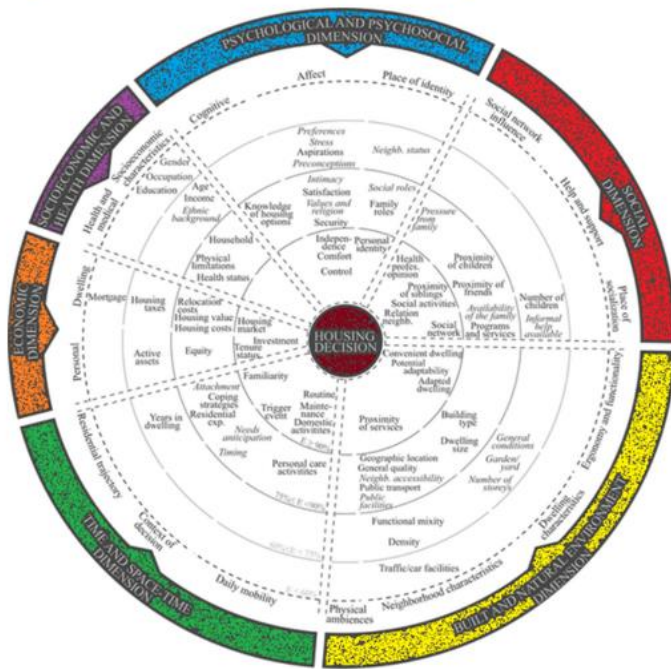 PSYCHOLOGICAL AND PSYCHOSOCIAL
DIMENSION
Cognitive
Affect
Place of identity
Preferences
Stress
Aspirations
Preconceptions
Neighb. status
Intimacy
Satisfaction
Values and
religion
Security
Social roles
Family
roles
Knowledge
of housing
options
Indepen-
dence
Comfort
Control
Personal
identity
SOCIAL
DIMENSION
Social network
influence
Help and support
Place of
socialization
Pressure
from
family
Health
profes.
opinion
Proximity
of children
Proximity
of siblings
Proximity of
friends
Social activities
Relation
neighb.
Social
network
Availability
of the family
Programs
and services
Number of
children
Informal
help
available
BUILT AND NATURAL ENVIRONMENT
DIMENSION
Ergonomy and functionality
Dwelling
characteristics
Neighborhood characteristics
Physical
ambiences
Convenient dwelling
Potential
adaptability
Adapted
dwelling
Proximity
of services
Building
type
Dwelling
size
General
conditions
Garden/
yard
Number of
storeys
Geographic location
General quality
Neighb. accessibility
Public transport
Public
facilities
Functional mixity
Density
Traffic/car facilities
TIME AND SPACE-TIME
DIMENSION
Residential trajectory
Context of
decision
Daily mobility
Familiarity
Trigger
event
Routine
Mainte-
nance
Domestic
activitites
Attachment
Coping
strategies
Residential
exp.
Needs
anticipation
Timing
Personal care
activitites
Years in
dwelling
ECONOMIC
DIMENSION
Dwelling
Personal
Mortgage
Housing
taxes
Relocation
costs
Housing value
Housing costs
Housing
market
Investment
Tenure
status
Equity
Active
assets
SOCIOECONOMIC AND
HEALTH DIMENSION
Socioeconomic
characteristics
Health and
medical
Gender
Occupation
Education
Age
Income
Ethnic
background
Household
Physical
limitations
Health status
HOUSING
DECISION